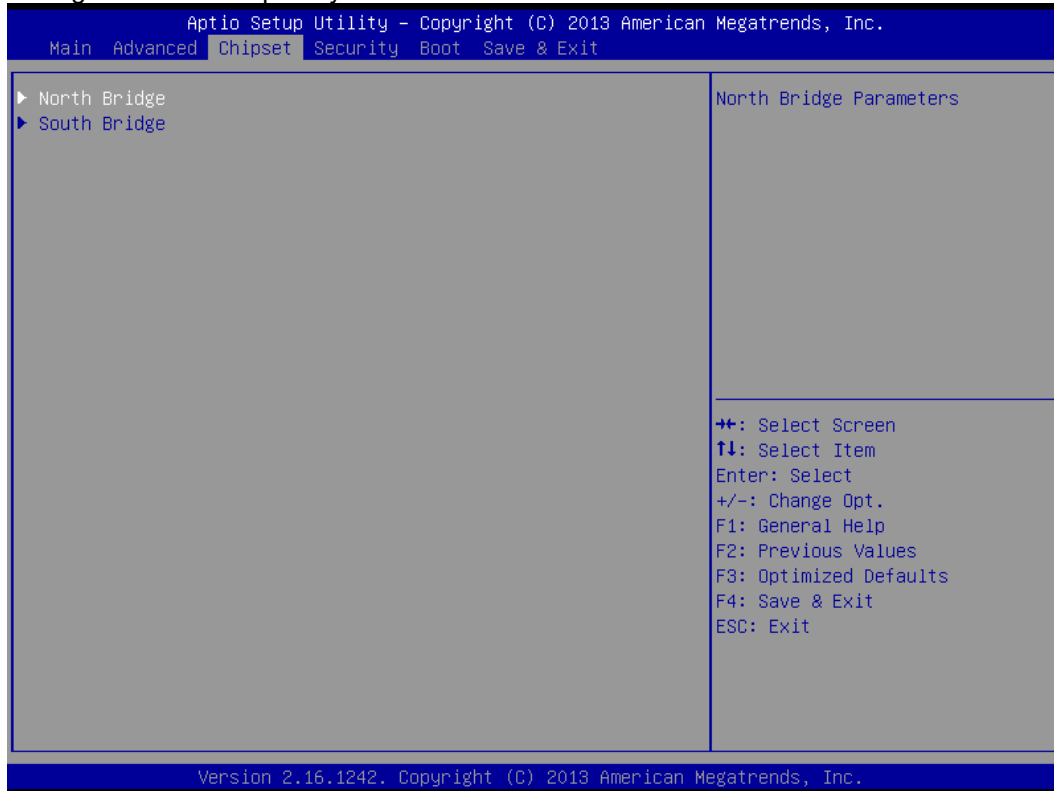 Aptio Setup Utility – Copyright (C) 2013 American Megatrends, Inc.
Main Advanced Chipset Security Boot Save & Exit
▶ North Bridge
▶ South Bridge
North Bridge Parameters
→←: Select Screen
↑↓: Select Item
Enter: Select
+/-: Change Opt.
F1: General Help
F2: Previous Values
F3: Optimized Defaults
F4: Save & Exit
ESC: Exit
Version 2.16.1242. Copyright (C) 2013 American Megatrends, Inc.